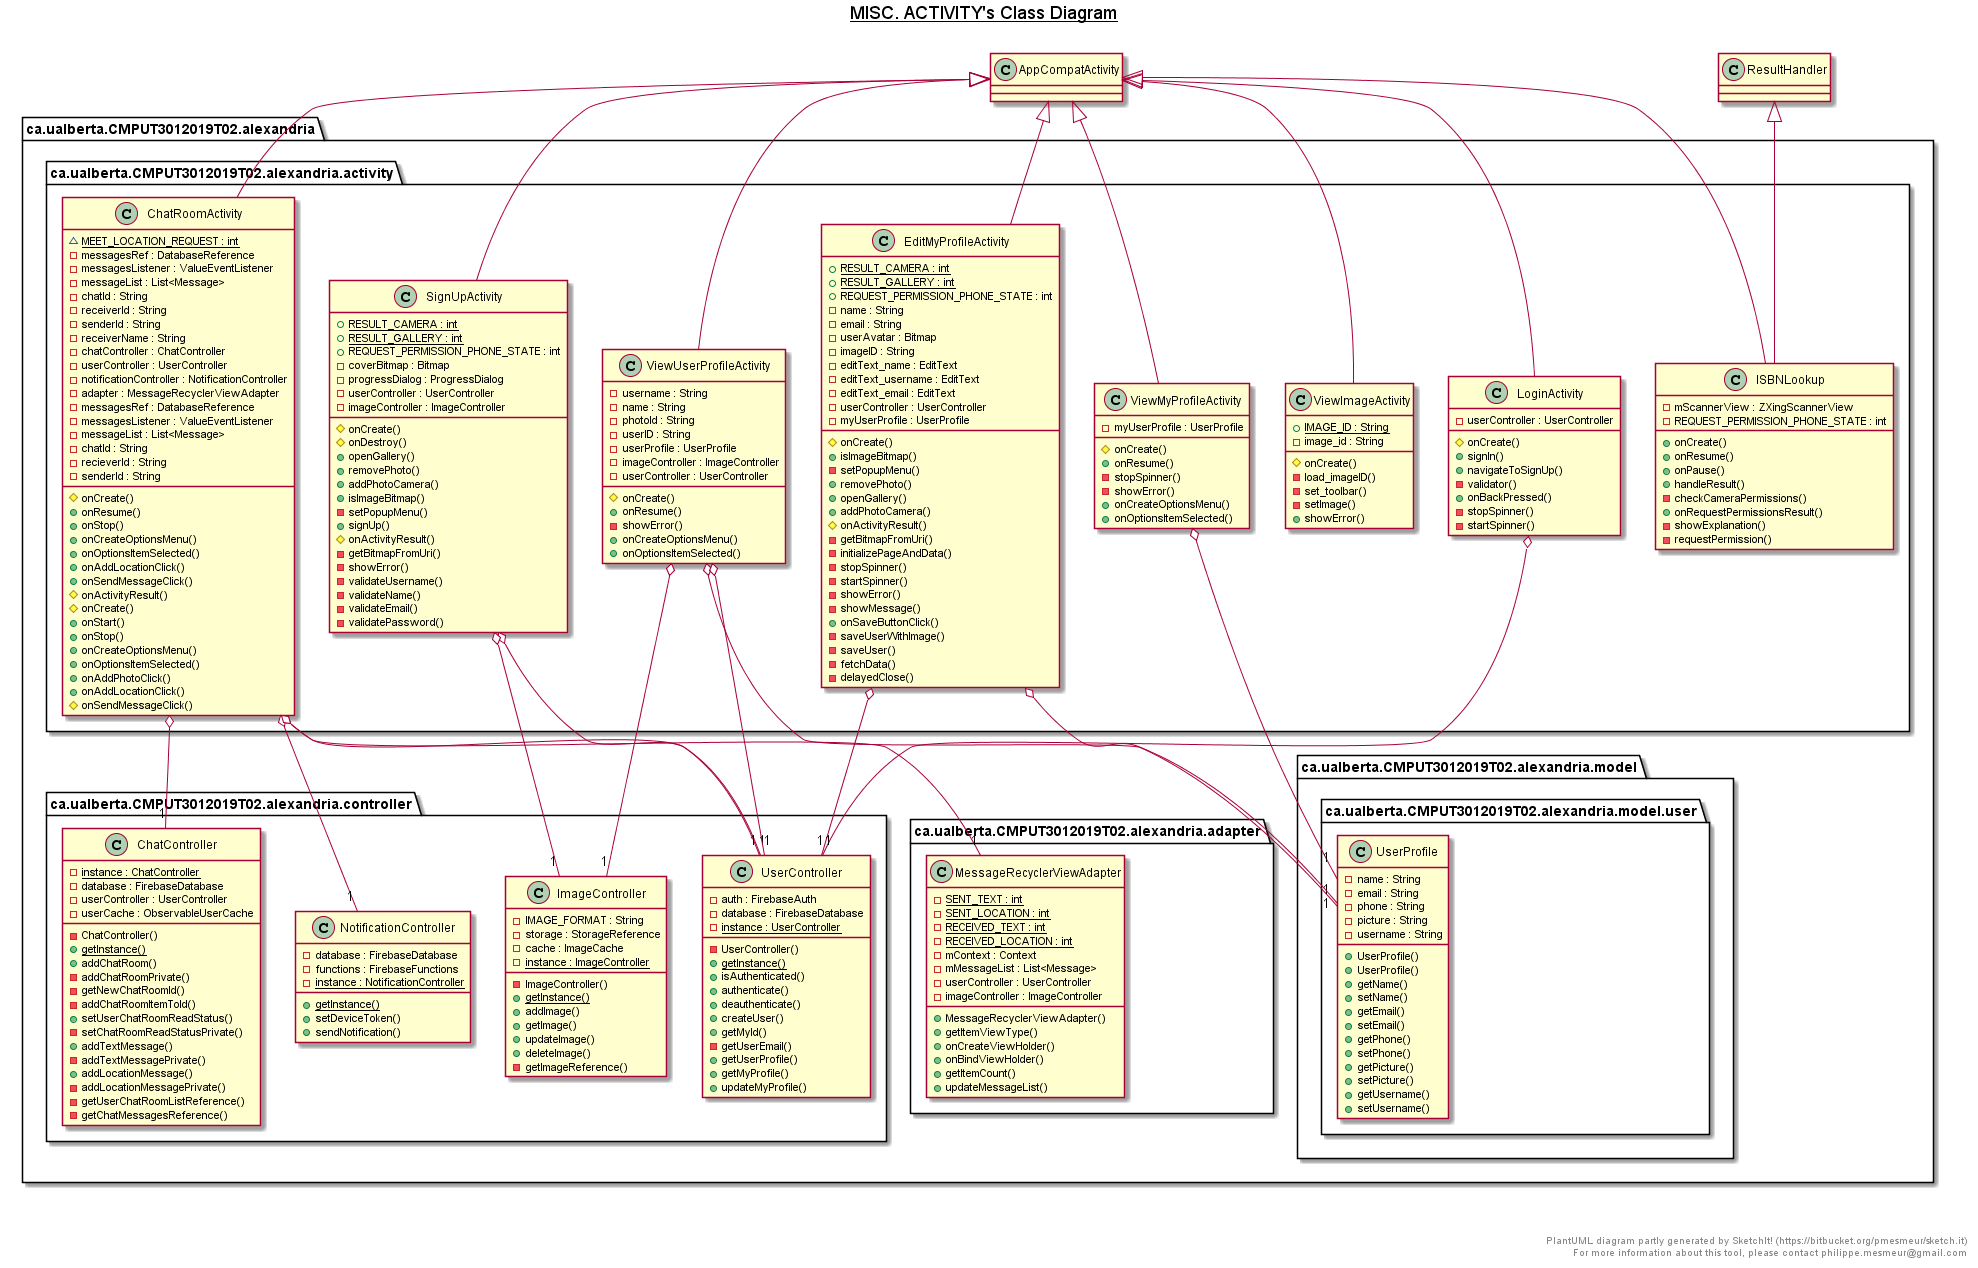 MISC. ACTIVITY's Class Diagram
C AppCompatActivity
C ResultHandler
ca.ualberta.CMPUT3012019T02.alexandria
ca.ualberta.CMPUT3012019T02.alexandria.activity
C ChatRoomActivity
MEET_LOCATION_REQUEST : int
messagesRef : DatabaseReference
messagesListener : ValueEventListener
messageList : List<Message>
chatId : String
receiverId : String
senderId : String
receiverName : String
chatController : ChatController
userController : UserController
notificationController : NotificationController
adapter : MessageRecyclerViewAdapter
messagesRef : DatabaseReference
messagesListener : ValueEventListener
messageList : List<Message>
chatId : String
recieverId : String
senderId : String
onCreate()
onResume()
onStop()
onCreateOptionsMenu()
onOptionsItemSelected()
onAddLocationClick()
onSendMessageClick()
onActivityResult()
onCreate()
onStart()
onStop()
onCreateOptionsMenu()
onOptionsItemSelected()
onAddPhotoClick()
onAddLocationClick()
onSendMessageClick()
C SignUpActivity
RESULT_CAMERA : int
RESULT_GALLERY : int
REQUEST_PERMISSION_PHONE_STATE : int
coverBitmap : Bitmap
progressDialog : ProgressDialog
userController : UserController
imageController : ImageController
onCreate()
onDestroy()
openGallery()
removePhoto()
addPhotoCamera()
isImageBitmap()
setPopupMenu()
signUp()
onActivityResult()
getBitmapFromUri()
showError()
validateUsername()
validateName()
validateEmail()
validatePassword()
C ViewUserProfileActivity
username : String
name : String
photoId : String
userID : String
userProfile : UserProfile
imageController : ImageController
userController : UserController
onCreate()
onResume()
showError()
onCreateOptionsMenu()
onOptionsItemSelected()
C EditMyProfileActivity
RESULT_CAMERA : int
RESULT_GALLERY : int
REQUEST_PERMISSION_PHONE_STATE : int
name : String
email : String
userAvatar : Bitmap
imageID : String
editText_name : EditText
editText_username : EditText
editText_email : EditText
userController : UserController
myUserProfile : UserProfile
onCreate()
isImageBitmap()
setPopupMenu()
removePhoto()
openGallery()
addPhotoCamera()
onActivityResult()
getBitmapFromUri()
initializePageAndData()
stopSpinner()
startSpinner()
showError()
showMessage()
onSaveButtonClick()
saveUserWithImage()
saveUser()
fetchData()
delayedClose()
C ViewMyProfileActivity
myUserProfile : UserProfile
onCreate()
onResume()
stopSpinner()
showError()
onCreateOptionsMenu()
onOptionsItemSelected()
C ViewImageActivity
IMAGE_ID : String
image_id : String
onCreate()
load_imageID()
set_toolbar()
setImage()
showError()
C LoginActivity
userController : UserController
onCreate()
signIn()
navigateToSignUp()
validator()
onBackPressed()
stopSpinner()
startSpinner()
C ISBNLookup
mScannerView : ZXingScannerView
REQUEST_PERMISSION_PHONE_STATE : int
onCreate()
onResume()
onPause()
handleResult()
checkCameraPermissions()
onRequestPermissionsResult()
showExplanation()
requestPermission()
ca.ualberta.CMPUT3012019T02.alexandria.controller
1
C ChatController
instance : ChatController
database : FirebaseDatabase
userController : UserController
userCache : ObservableUserCache
ChatController()
getInstance()
addChatRoom()
addChatRoomPrivate()
getNewChatRoomId()
addChatRoomItemToId()
setUserChatRoomReadStatus()
setChatRoomReadStatusPrivate()
addTextMessage()
addTextMessagePrivate()
addLocationMessage()
addLocationMessagePrivate()
getUserChatRoomListReference()
getChatMessagesReference()
1
C NotificationController
database : FirebaseDatabase
functions : FirebaseFunctions
instance : NotificationController
getInstance()
setDeviceToken()
sendNotification()
1 1
C ImageController
IMAGE_FORMAT : String
storage : StorageReference
cache : ImageCache
instance : ImageController
ImageController()
getInstance()
addImage()
getImage()
updateImage()
deleteImage()
getImageReference()
1 1 1 1 1
C UserController
auth : FirebaseAuth
database : FirebaseDatabase
instance : UserController
UserController()
getInstance()
isAuthenticated()
authenticate()
deauthenticate()
createUser()
getMyId()
getUserEmail()
getUserProfile()
getMyProfile()
updateMyProfile()
ca.ualberta.CMPUT3012019T02.alexandria.adapter
1
C MessageRecyclerViewAdapter
SENT_TEXT : int
SENT_LOCATION : int
RECEIVED_TEXT : int
RECEIVED_LOCATION : int
mContext : Context
mMessageList : List<Message>
userController : UserController
imageController : ImageController
MessageRecyclerViewAdapter()
getItemViewType()
onCreateViewHolder()
onBindViewHolder()
getItemCount()
updateMessageList()
ca.ualberta.CMPUT3012019T02.alexandria.model
ca.ualberta.CMPUT3012019T02.alexandria.model.user
1
1
1
C UserProfile
name : String
email : String
phone : String
picture : String
username : String
UserProfile()
UserProfile()
getName()
setName()
getEmail()
setEmail()
getPhone()
setPhone()
getPicture()
setPicture()
getUsername()
setUsername()
PlantUML diagram partly generated by SketchIt! (https://bitbucket.org/pmesmeur/sketch.it)
For more information about this tool, please contact philippe.mesmeur@gmail.com